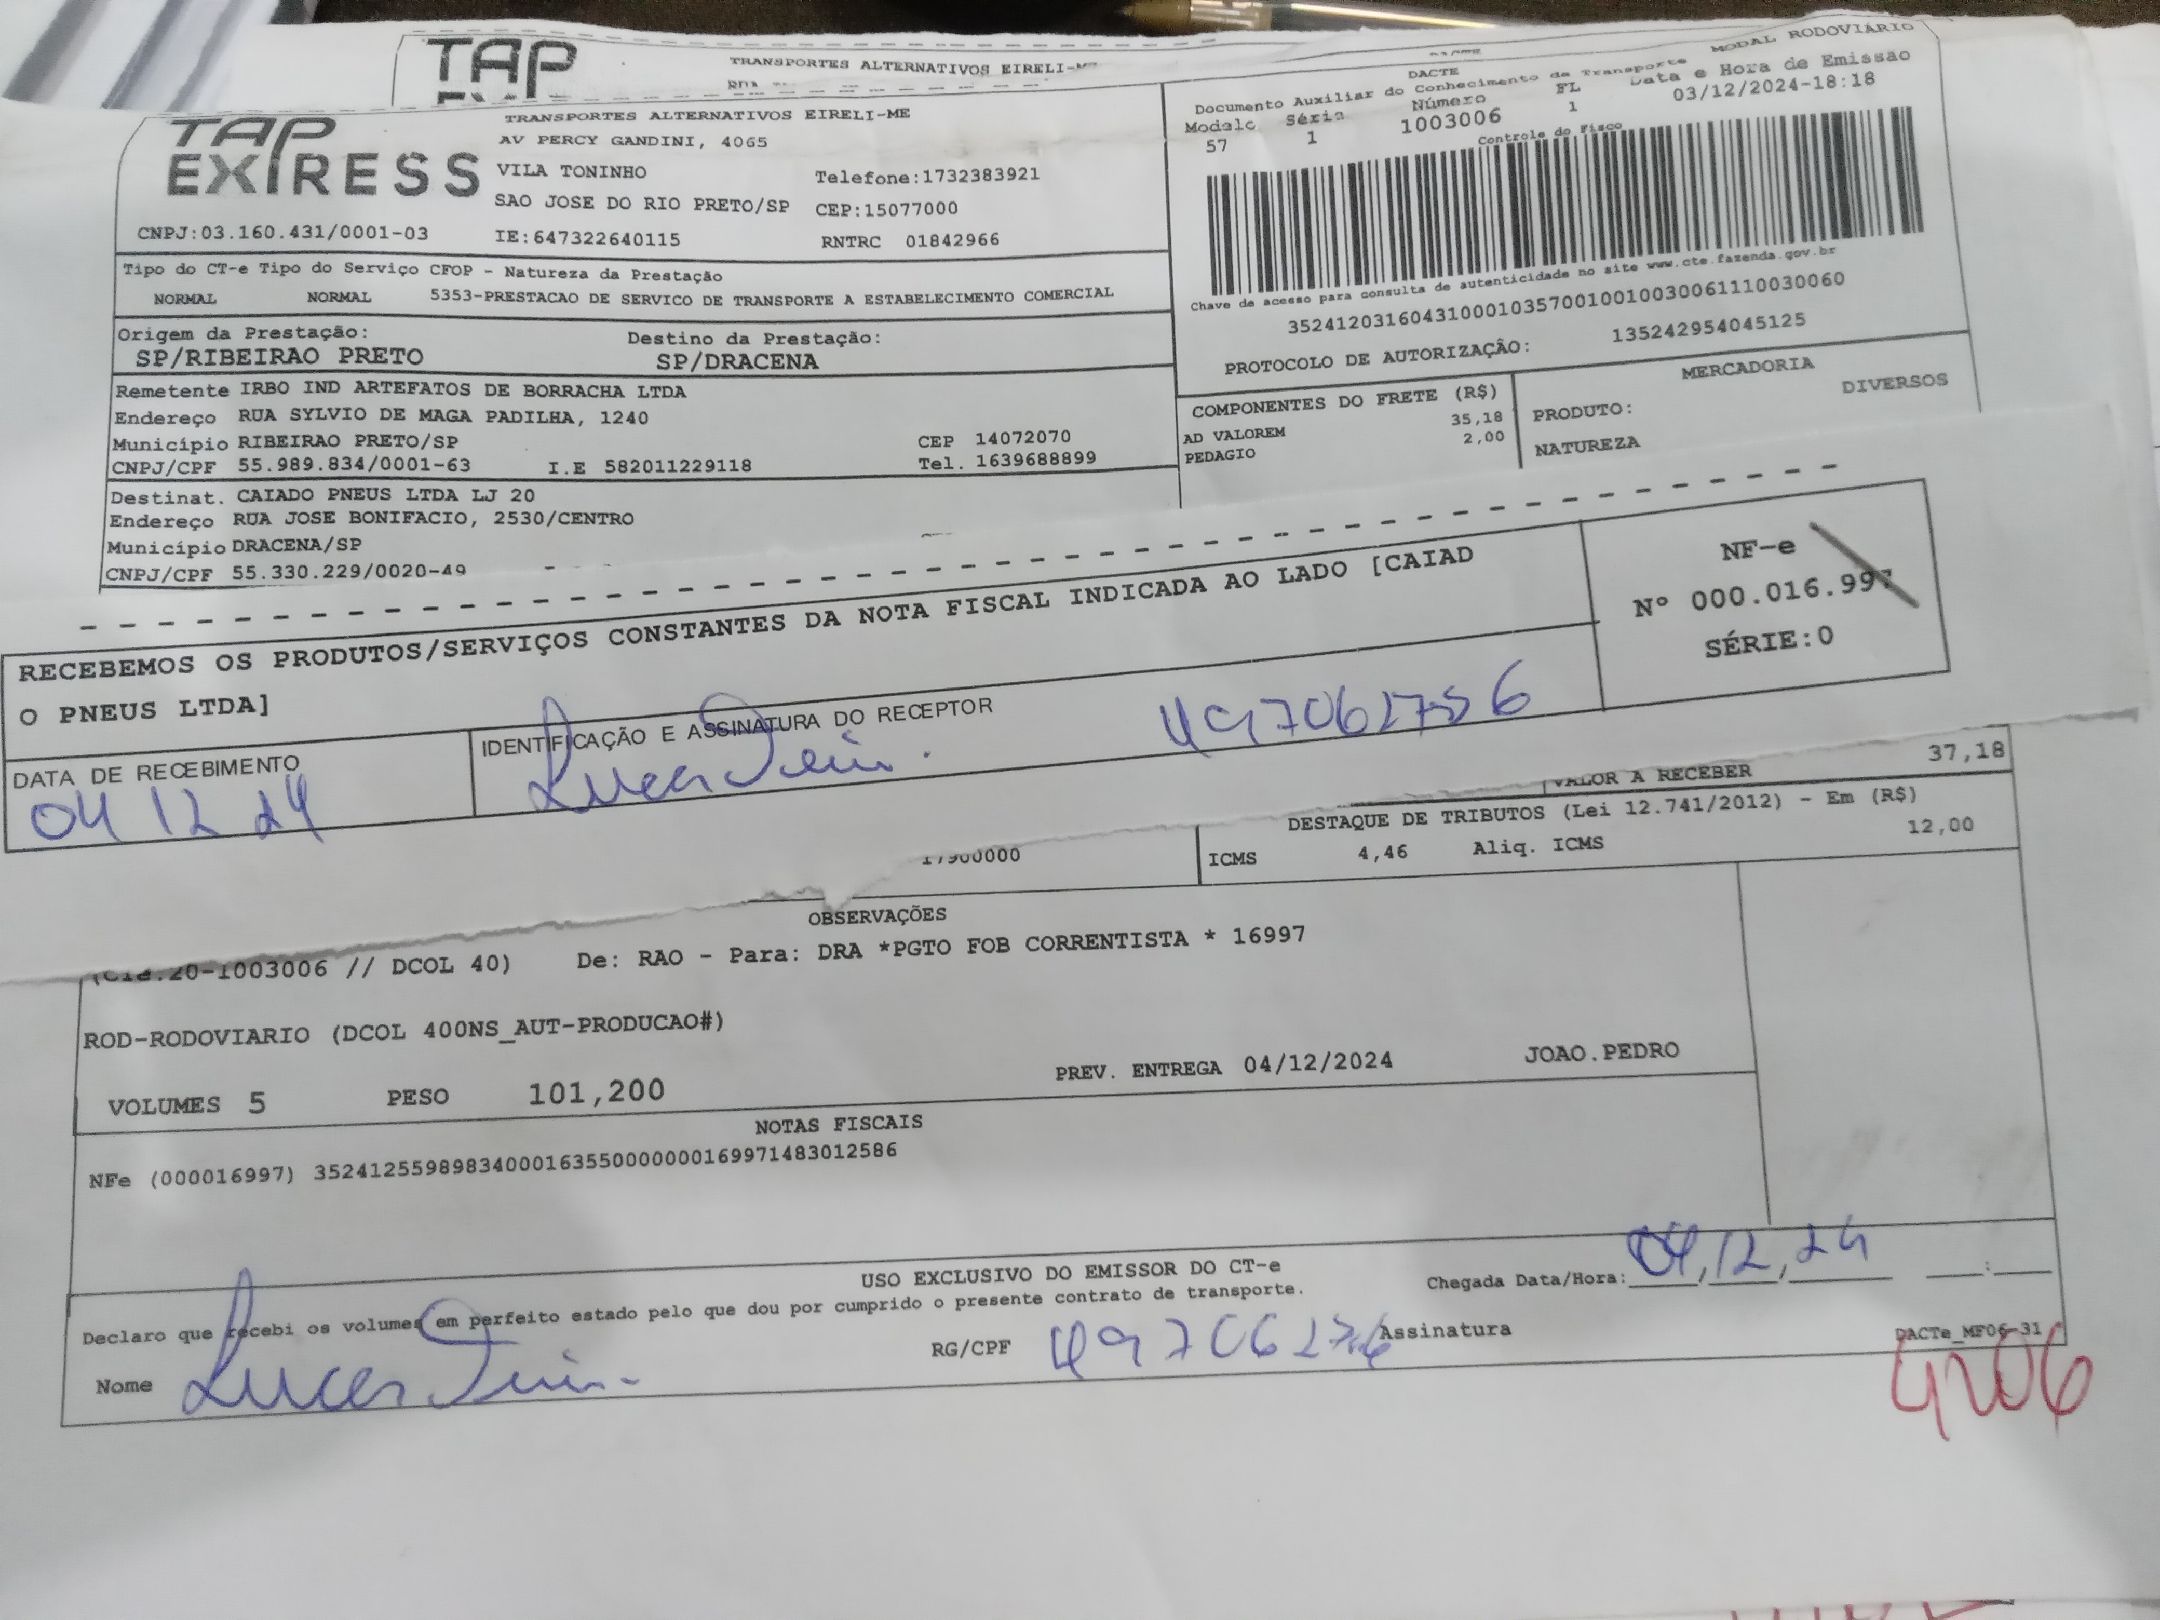 TAP
TRANSPORTES ALTERNATIVOS EIRELI-ME
TAP EXPRESS
TRANSPORTES ALTERNATIVOS EIRELI-ME
AV PERCY GANDINI, 4065
VILA TONINHO Telefone:1732383921
SAO JOSE DO RIO PRETO/SP CEP:15077000
CNPJ:03.160.431/0001-03 IE:647322640115 RNTRC 01842966
DACTE MODAL RODOVIÁRIO
Documento Auxiliar do Conhecimento de Transporte
Modelo Série Número FL Data e Hora de Emissão
57 1 1003006 1 03/12/2024-18:18
Controle do Fisco
Chave de acesso para consulta de autenticidade no site www.cte.fazenda.gov.br
35241203160431000103570010010030061110030060
PROTOCOLO DE AUTORIZAÇÃO: 135242954045125
Tipo do CT-e Tipo do Serviço CFOP - Natureza da Prestação
NORMAL NORMAL 5353-PRESTACAO DE SERVICO DE TRANSPORTE A ESTABELECIMENTO COMERCIAL
Origem da Prestação: Destino da Prestação:
SP/RIBEIRAO PRETO SP/DRACENA
Remetente IRBO IND ARTEFATOS DE BORRACHA LTDA
Endereço RUA SYLVIO DE MAGA PADILHA, 1240
Município RIBEIRAO PRETO/SP CEP 14072070
CNPJ/CPF 55.989.834/0001-63 I.E 582011229118 Tel. 1639688899
COMPONENTES DO FRETE (R$)
AD VALOREM 35,18
PEDAGIO 2,00
MERCADORIA
PRODUTO: DIVERSOS
NATUREZA
Destinat. CAIADO PNEUS LTDA LJ 20
Endereço RUA JOSE BONIFACIO, 2530/CENTRO
Município DRACENA/SP
CNPJ/CPF 55.330.229/0020-49
RECEBEMOS OS PRODUTOS/SERVIÇOS CONSTANTES DA NOTA FISCAL INDICADA AO LADO [CAIAD
O PNEUS LTDA]
NF-e
Nº 000.016.997
SÉRIE:0
DATA DE RECEBIMENTO IDENTIFICAÇÃO E ASSINATURA DO RECEPTOR
04 12 24
VALOR A RECEBER 37,18
DESTAQUE DE TRIBUTOS (Lei 12.741/2012) - Em (R$)
17900000 ICMS 4,46 Aliq. ICMS 12,00
OBSERVAÇÕES
20-1003006 // DCOL 40) De: RAO - Para: DRA *PGTO FOB CORRENTISTA * 16997
ROD-RODOVIARIO (DCOL 400NS_AUT-PRODUCAO#)
VOLUMES 5 PESO 101,200 PREV. ENTREGA 04/12/2024 JOAO.PEDRO
NOTAS FISCAIS
NFe (000016997) 35241255989834000163550000000169971483012586
USO EXCLUSIVO DO EMISSOR DO CT-e
Declaro que recebi os volumes em perfeito estado pelo que dou por cumprido o presente contrato de transporte.
Chegada Data/Hora: 04/12/24
Nome RG/CPF Assinatura
DACTe_MF06-31